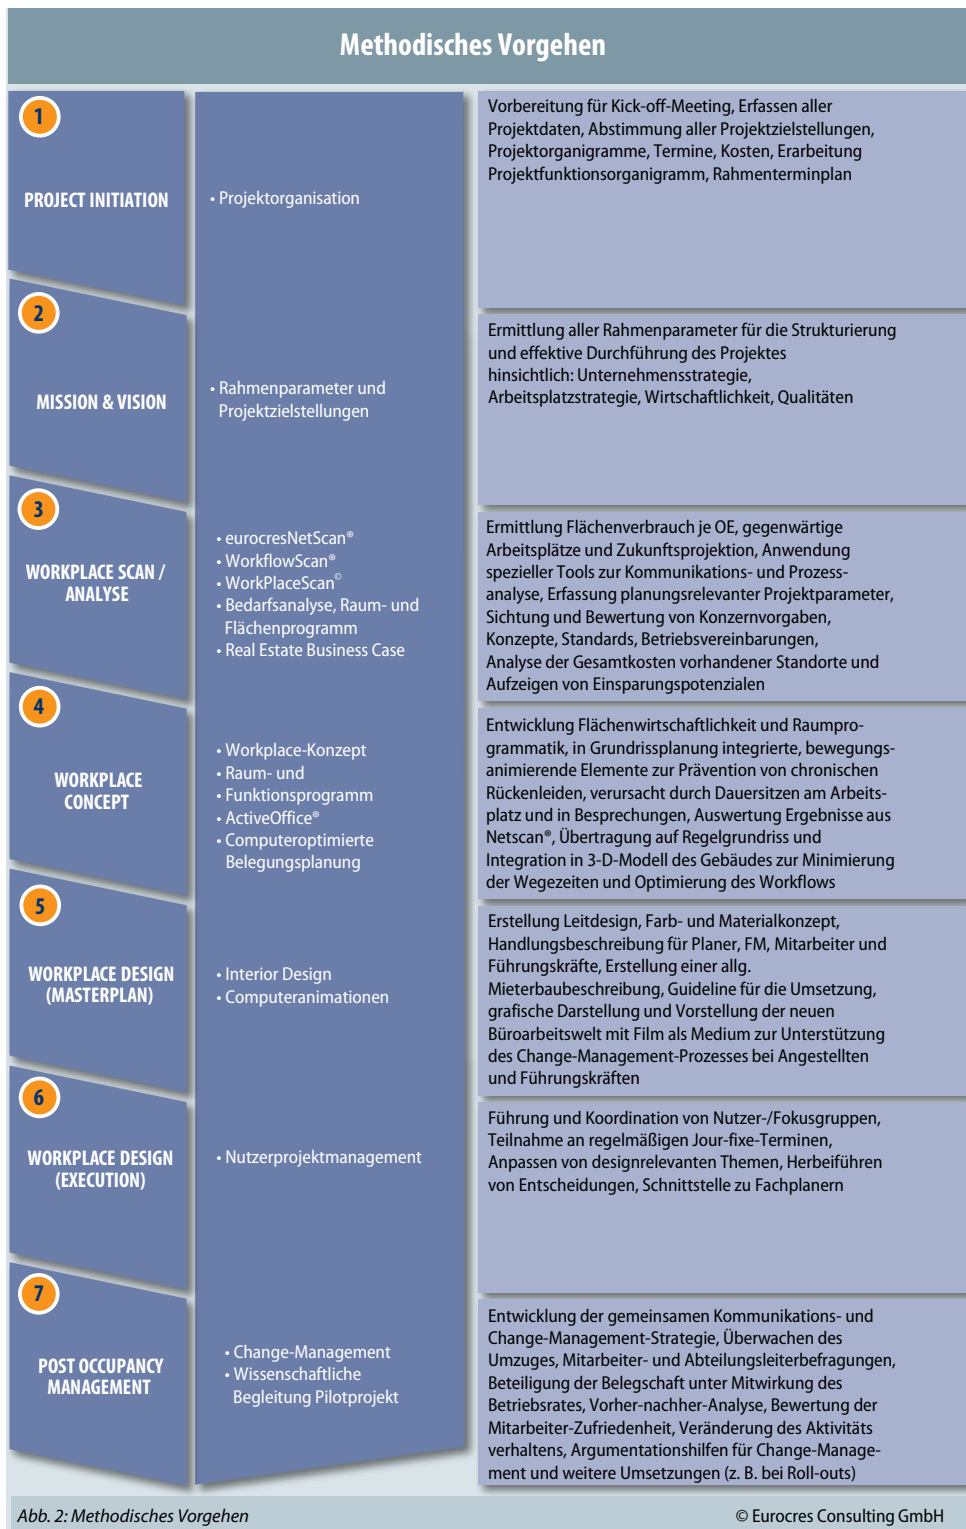 Methodisches Vorgehen
1
PROJECT INITIATION
• Projektorganisation
Vorbereitung für Kick-off-Meeting, Erfassen aller
Projektdaten, Abstimmung aller Projektzielstellungen,
Projektorganigramme, Termine, Kosten, Erarbeitung
Projektfunktionsorganigramm, Rahmenterminplan
2
MISSION & VISION
• Rahmenparameter und
Projektzielstellungen
Ermittlung aller Rahmenparameter für die Strukturierung
und effektive Durchführung des Projektes
hinsichtlich: Unternehmensstrategie,
Arbeitsplatzstrategie, Wirtschaftlichkeit, Qualitäten
3
WORKPLACE SCAN /
ANALYSE
• eurocresNetScan®
• WorkflowScan®
• WorkPlaceScan©
• Bedarfsanalyse, Raum- und
Flächenprogramm
• Real Estate Business Case
Ermittlung Flächenverbrauch je OE, gegenwärtige
Arbeitsplätze und Zukunftsprojektion, Anwendung
spezieller Tools zur Kommunikations- und Prozess-
analyse, Erfassung planungsrelevanter Projektparameter,
Sichtung und Bewertung von Konzernvorgaben,
Konzepte, Standards, Betriebsvereinbarungen,
Analyse der Gesamtkosten vorhandener Standorte und
Aufzeigen von Einsparungspotenzialen
4
WORKPLACE
CONCEPT
• Workplace-Konzept
• Raum- und
• Funktionsprogramm
• ActiveOffice®
• Computeroptimierte
Belegungsplanung
Entwicklung Flächenwirtschaftlichkeit und Raumpro-
grammatik, in Grundrissplanung integrierte, bewegungs-
animierende Elemente zur Prävention von chronischen
Rückenleiden, verursacht durch Dauersitzen am Arbeits-
platz und in Besprechungen, Auswertung Ergebnisse aus
Netscan®, Übertragung auf Regelgrundriss und
Integration in 3-D-Modell des Gebäudes zur Minimierung
der Wegezeiten und Optimierung des Workflows
5
WORKPLACE DESIGN
(MASTERPLAN)
• Interior Design
• Computeranimationen
Erstellung Leitdesign, Farb- und Materialkonzept,
Handlungsbeschreibung für Planer, FM, Mitarbeiter und
Führungskräfte, Erstellung einer allg.
Mieterbaubeschreibung, Guideline für die Umsetzung,
grafische Darstellung und Vorstellung der neuen
Büroarbeitswelt mit Film als Medium zur Unterstützung
des Change-Management-Prozesses bei Angestellten
und Führungskräften
6
WORKPLACE DESIGN
(EXECUTION)
• Nutzerprojektmanagement
Führung und Koordination von Nutzer-/Fokusgruppen,
Teilnahme an regelmäßigen Jour-fixe-Terminen,
Anpassen von designrelevanten Themen, Herbeiführen
von Entscheidungen, Schnittstelle zu Fachplanern
7
POST OCCUPANCY
MANAGEMENT
• Change-Management
• Wissenschaftliche
Begleitung Pilotprojekt
Entwicklung der gemeinsamen Kommunikations- und
Change-Management-Strategie, Überwachen des
Umzuges, Mitarbeiter- und Abteilungsleiterbefragungen,
Beteiligung der Belegschaft unter Mitwirkung des
Betriebsrates, Vorher-nachher-Analyse, Bewertung der
Mitarbeiter-Zufriedenheit, Veränderung des Aktivitäts
verhaltens, Argumentationshilfen für Change-Manage-
ment und weitere Umsetzungen (z. B. bei Roll-outs)
Abb. 2: Methodisches Vorgehen
© Eurocres Consulting GmbH